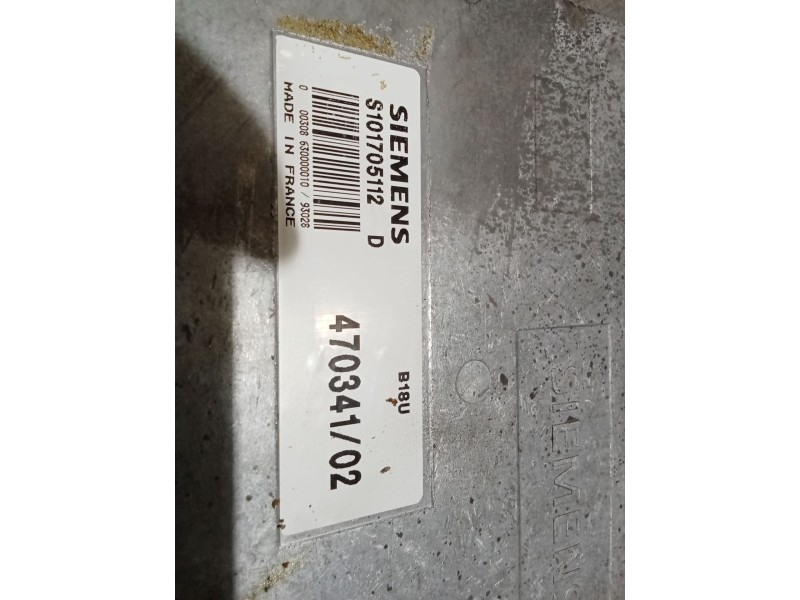 SIEMENS
S101705112 D
0 00308 630000010 / 93028
MADE IN FRANCE
B18U
470341/02
SIEMENS